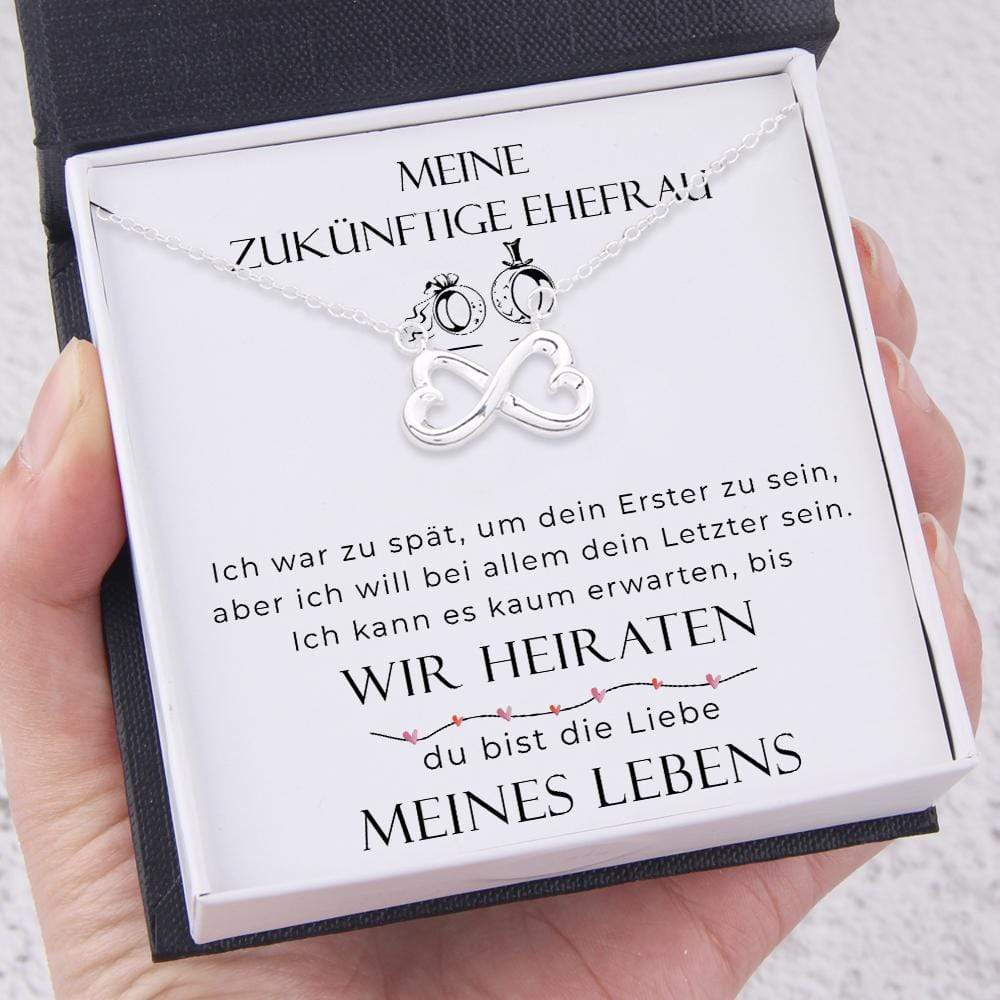 MEINE
ZUKÜNFTIGE EHEFRAU
Ich war zu spät, um dein Erster zu sein,
aber ich will bei allem dein Letzter sein.
Ich kann es kaum erwarten, bis
WIR HEIRATEN
du bist die Liebe
MEINES LEBENS